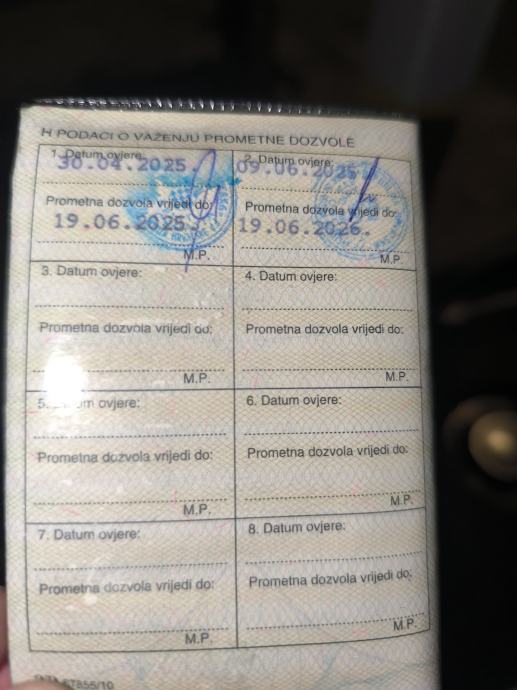 H PODACI O VAŽENJU PROMETNE DOZVOLE
1. Datum ovjere:
30.04.2025
Prometna dozvola vrijedi do:
19.06.2025.
M.P.
2. Datum ovjere:
09.06.2025
Prometna dozvola vrijedi do:
19.06.2026.
M.P.
3. Datum ovjere:
Prometna dozvola vrijedi do:
M.P.
4. Datum ovjere:
Prometna dozvola vrijedi do:
M.P.
5. Datum ovjere:
Prometna dozvola vrijedi do:
M.P.
6. Datum ovjere:
Prometna dozvola vrijedi do:
M.P.
7. Datum ovjere:
Prometna dozvola vrijedi do:
M.P.
8. Datum ovjere:
Prometna dozvola vrijedi do:
M.P.